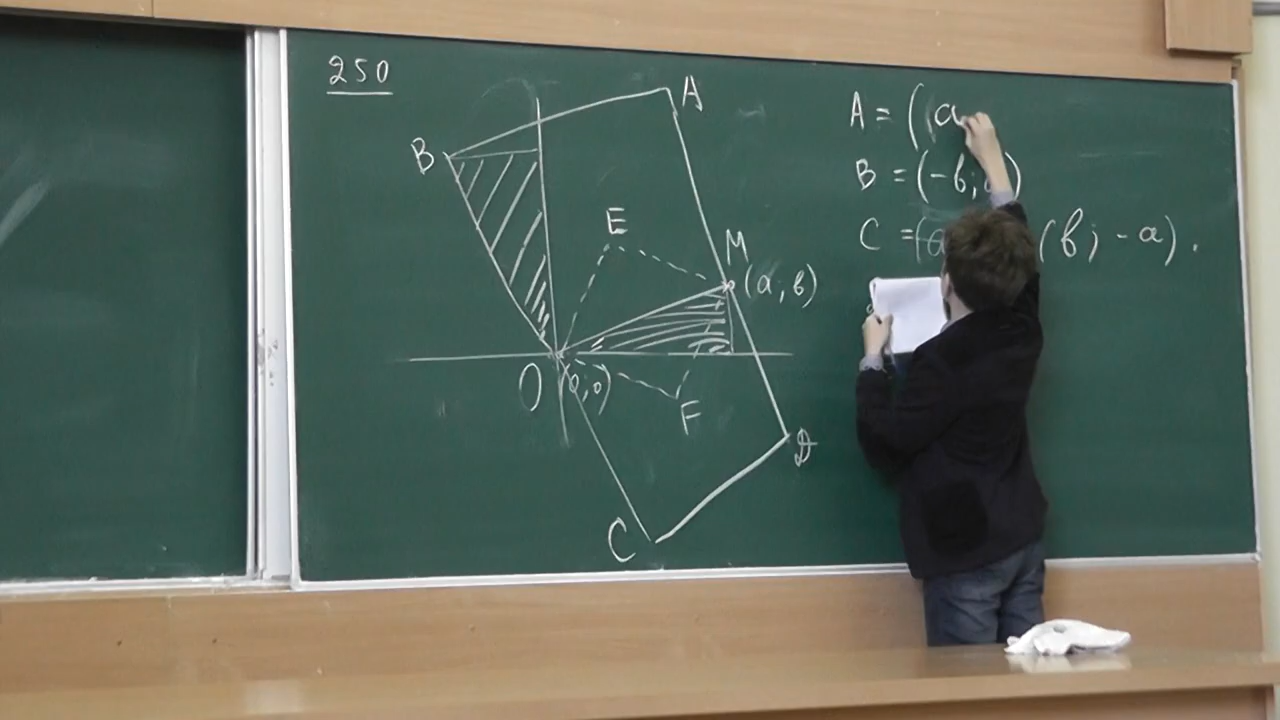 250
A
B
E
M
(a; в)
O (0;0)
F
D
C
A = (a
B = (-в;
C = (в; -a).